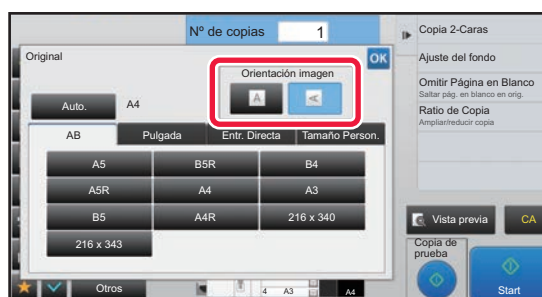 Nº de copias 1
Original
OK
Orientación imagen
A A
Auto. A4
AB Pulgada Entr. Directa Tamaño Person.
A5 B5R B4
A5R A4 A3
B5 A4R 216 x 340
216 x 343
Otros
4 A3 A4
Copia 2-Caras
Ajuste del fondo
Omitir Página en Blanco
Saltar pág. en blanco en orig.
Ratio de Copia
Ampliar/reducir copia
Vista previa CA
Copia de
prueba
Start